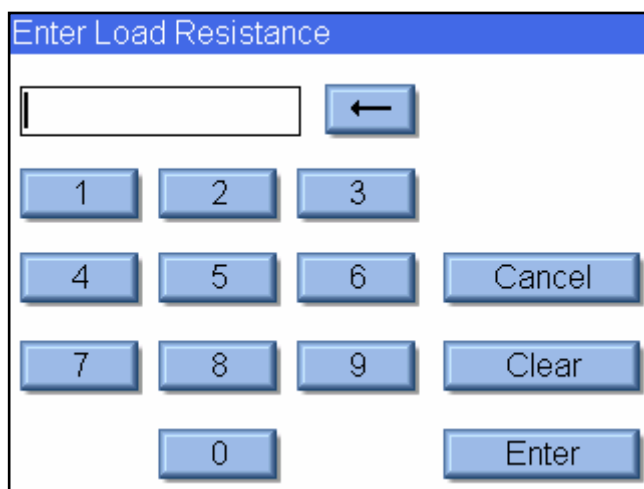 Enter Load Resistance
←
1 2 3
4 5 6 Cancel
7 8 9 Clear
0 Enter